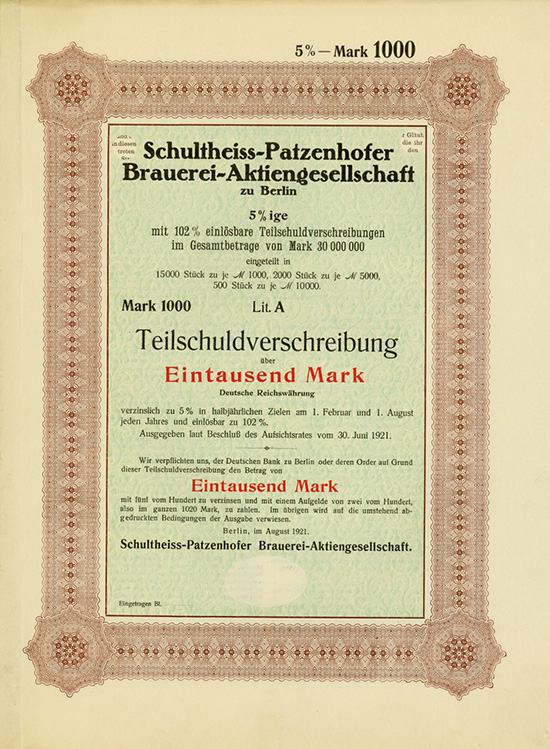 5% — Mark 1000
in diesen
treten
r Gläub.
die ihr
den.
Schultheiss-Patzenhofer
Brauerei-Aktiengesellschaft
zu Berlin
5% ige
mit 102% einlösbare Teilschuldverschreibungen
im Gesamtbetrage von Mark 30 000 000
eingeteilt in
15000 Stück zu je ℳ 1000, 2000 Stück zu je ℳ 5000,
500 Stück zu je ℳ 10000.
Mark 1000 Lit. A
Teilschuldverschreibung
über
Eintausend Mark
Deutsche Reichswährung
verzinslich zu 5% in halbjährlichen Zielen am 1. Februar und 1. August
jeden Jahres und einlösbar zu 102%.
Ausgegeben laut Beschluß des Aufsichtsrates vom 30. Juni 1921.
Wir verpflichten uns, der Deutschen Bank zu Berlin oder deren Order auf Grund
dieser Teilschuldverschreibung den Betrag von
Eintausend Mark
mit fünf vom Hundert zu verzinsen und mit einem Aufgelde von zwei vom Hundert,
also im ganzen 1020 Mark, zu zahlen. Im übrigen wird auf die umstehend ab-
gedruckten Bedingungen der Ausgabe verwiesen.
Berlin, im August 1921.
Schultheiss-Patzenhofer Brauerei-Aktiengesellschaft.
Eingetragen Bl.